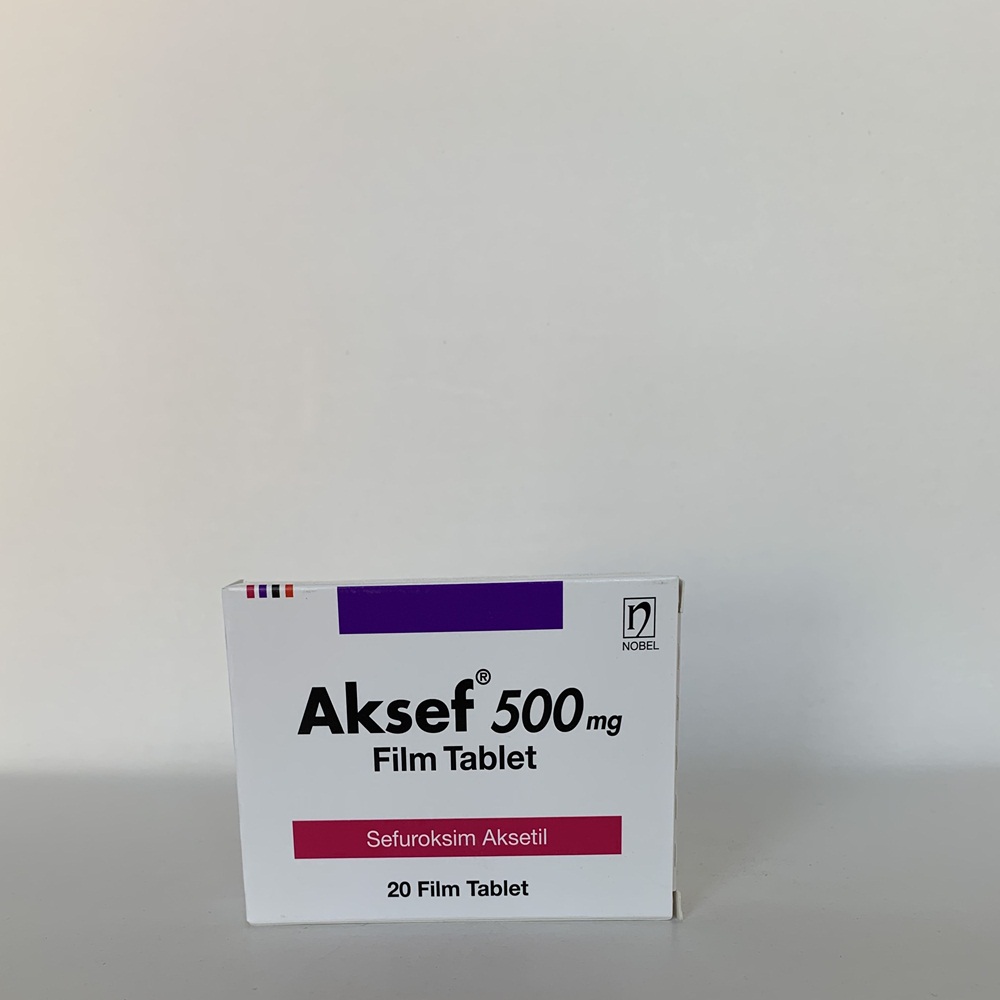 NOBEL
Aksef® 500 mg
Film Tablet
Sefuroksim Aksetil
20 Film Tablet